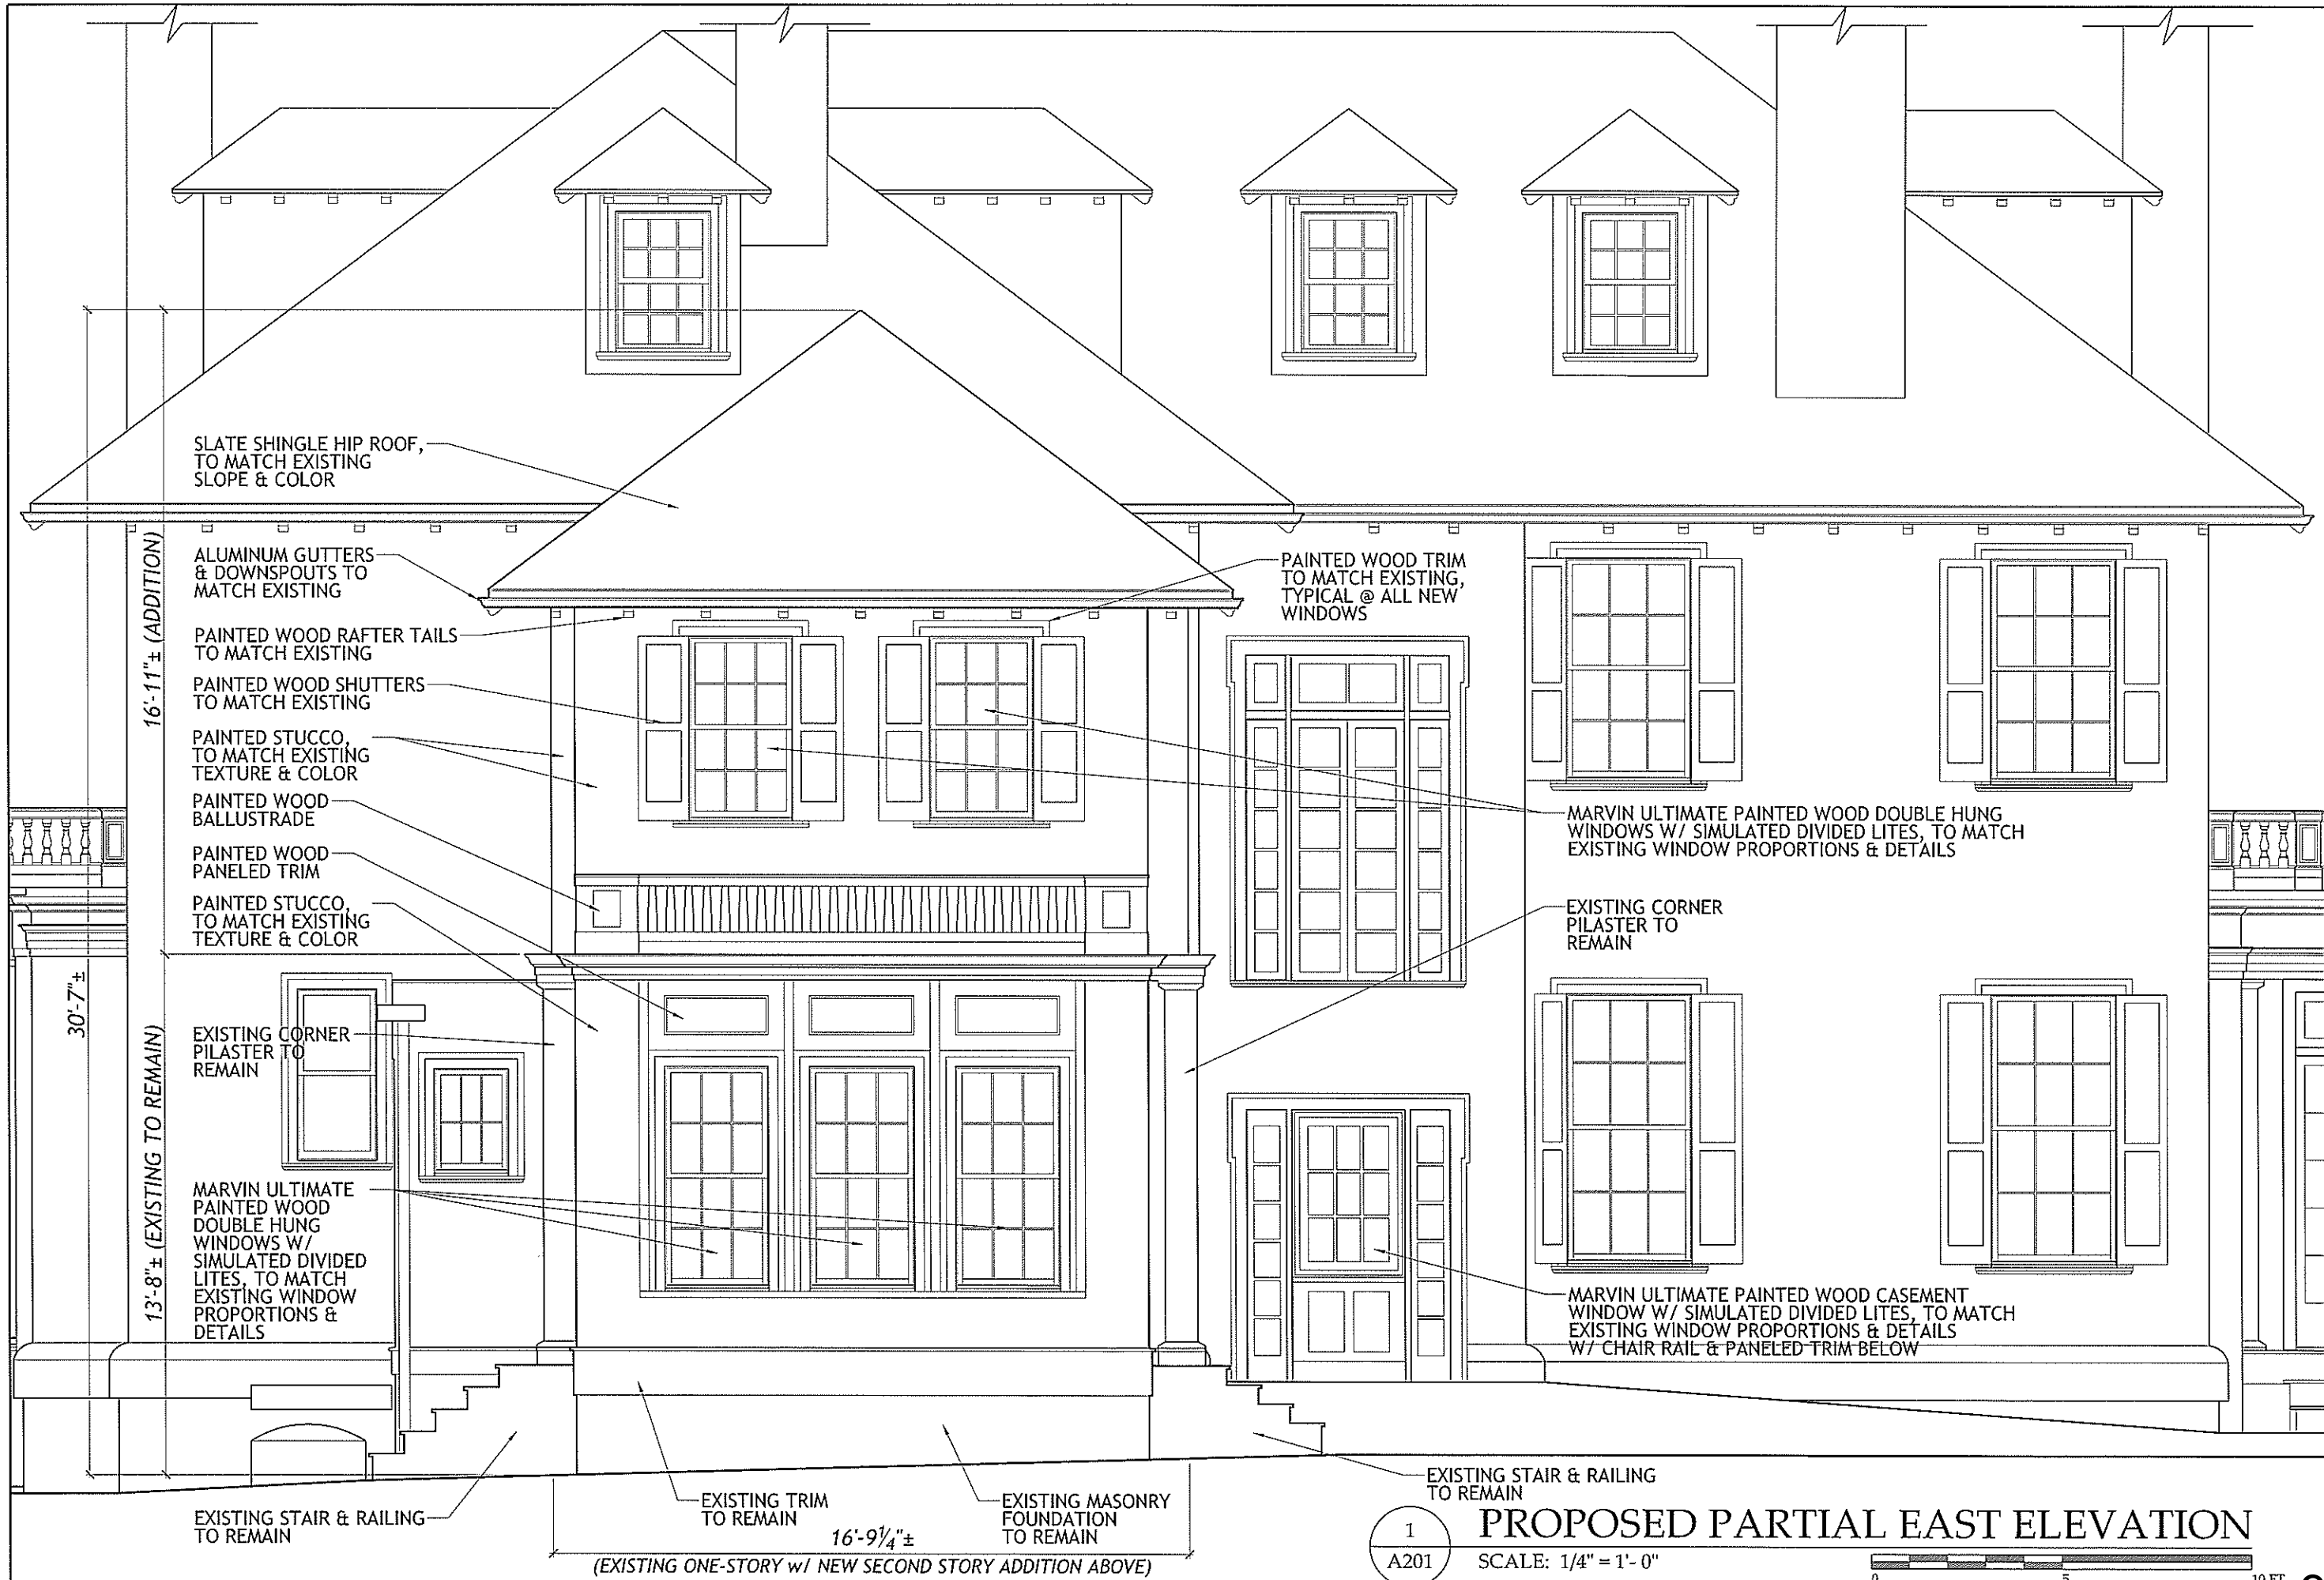 SLATE SHINGLE HIP ROOF,
TO MATCH EXISTING
SLOPE & COLOR
ALUMINUM GUTTERS
& DOWNSPOUTS TO
MATCH EXISTING
PAINTED WOOD RAFTER TAILS
TO MATCH EXISTING
PAINTED WOOD SHUTTERS
TO MATCH EXISTING
PAINTED STUCCO,
TO MATCH EXISTING
TEXTURE & COLOR
PAINTED WOOD
BALLUSTRADE
PAINTED WOOD
PANELED TRIM
PAINTED STUCCO,
TO MATCH EXISTING
TEXTURE & COLOR
EXISTING CORNER
PILASTER TO
REMAIN
MARVIN ULTIMATE
PAINTED WOOD
DOUBLE HUNG
WINDOWS W/
SIMULATED DIVIDED
LITES, TO MATCH
EXISTING WINDOW
PROPORTIONS &
DETAILS
EXISTING STAIR & RAILING
TO REMAIN
30'-7"±
16'-11"± (ADDITION)
13'-8"± (EXISTING TO REMAIN)
PAINTED WOOD TRIM
TO MATCH EXISTING,
TYPICAL @ ALL NEW
WINDOWS
MARVIN ULTIMATE PAINTED WOOD DOUBLE HUNG
WINDOWS W/ SIMULATED DIVIDED LITES, TO MATCH
EXISTING WINDOW PROPORTIONS & DETAILS
EXISTING CORNER
PILASTER TO
REMAIN
MARVIN ULTIMATE PAINTED WOOD CASEMENT
WINDOW W/ SIMULATED DIVIDED LITES, TO MATCH
EXISTING WINDOW PROPORTIONS & DETAILS
W/ CHAIR RAIL & PANELED TRIM BELOW
EXISTING TRIM
TO REMAIN
EXISTING MASONRY
FOUNDATION
TO REMAIN
EXISTING STAIR & RAILING
TO REMAIN
16'-9¼"±
(EXISTING ONE-STORY w/ NEW SECOND STORY ADDITION ABOVE)
1
A201
PROPOSED PARTIAL EAST ELEVATION
SCALE: 1/4" = 1'- 0"
0 5 10 FT